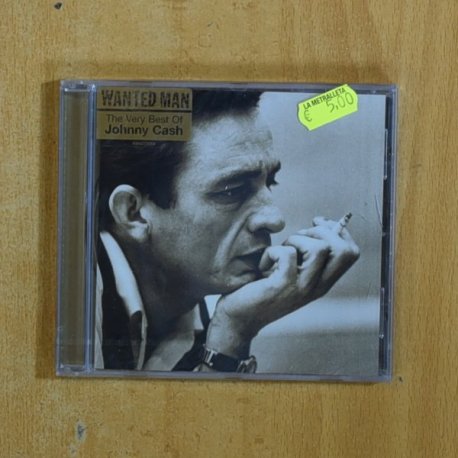 WANTED MAN
The Very Best Of
Johnny Cash
LA METRALLETA
€ 5,00